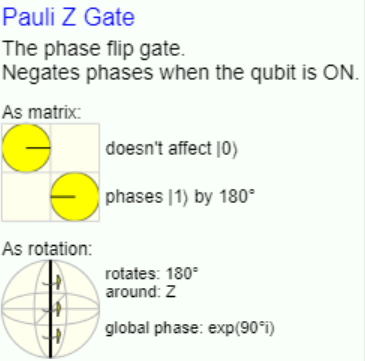 Pauli Z Gate
The phase flip gate.
Negates phases when the qubit is ON.
As matrix:
doesn't affect |0⟩
phases |1⟩ by 180°
As rotation:
rotates: 180°
around: Z
global phase: exp(90°i)